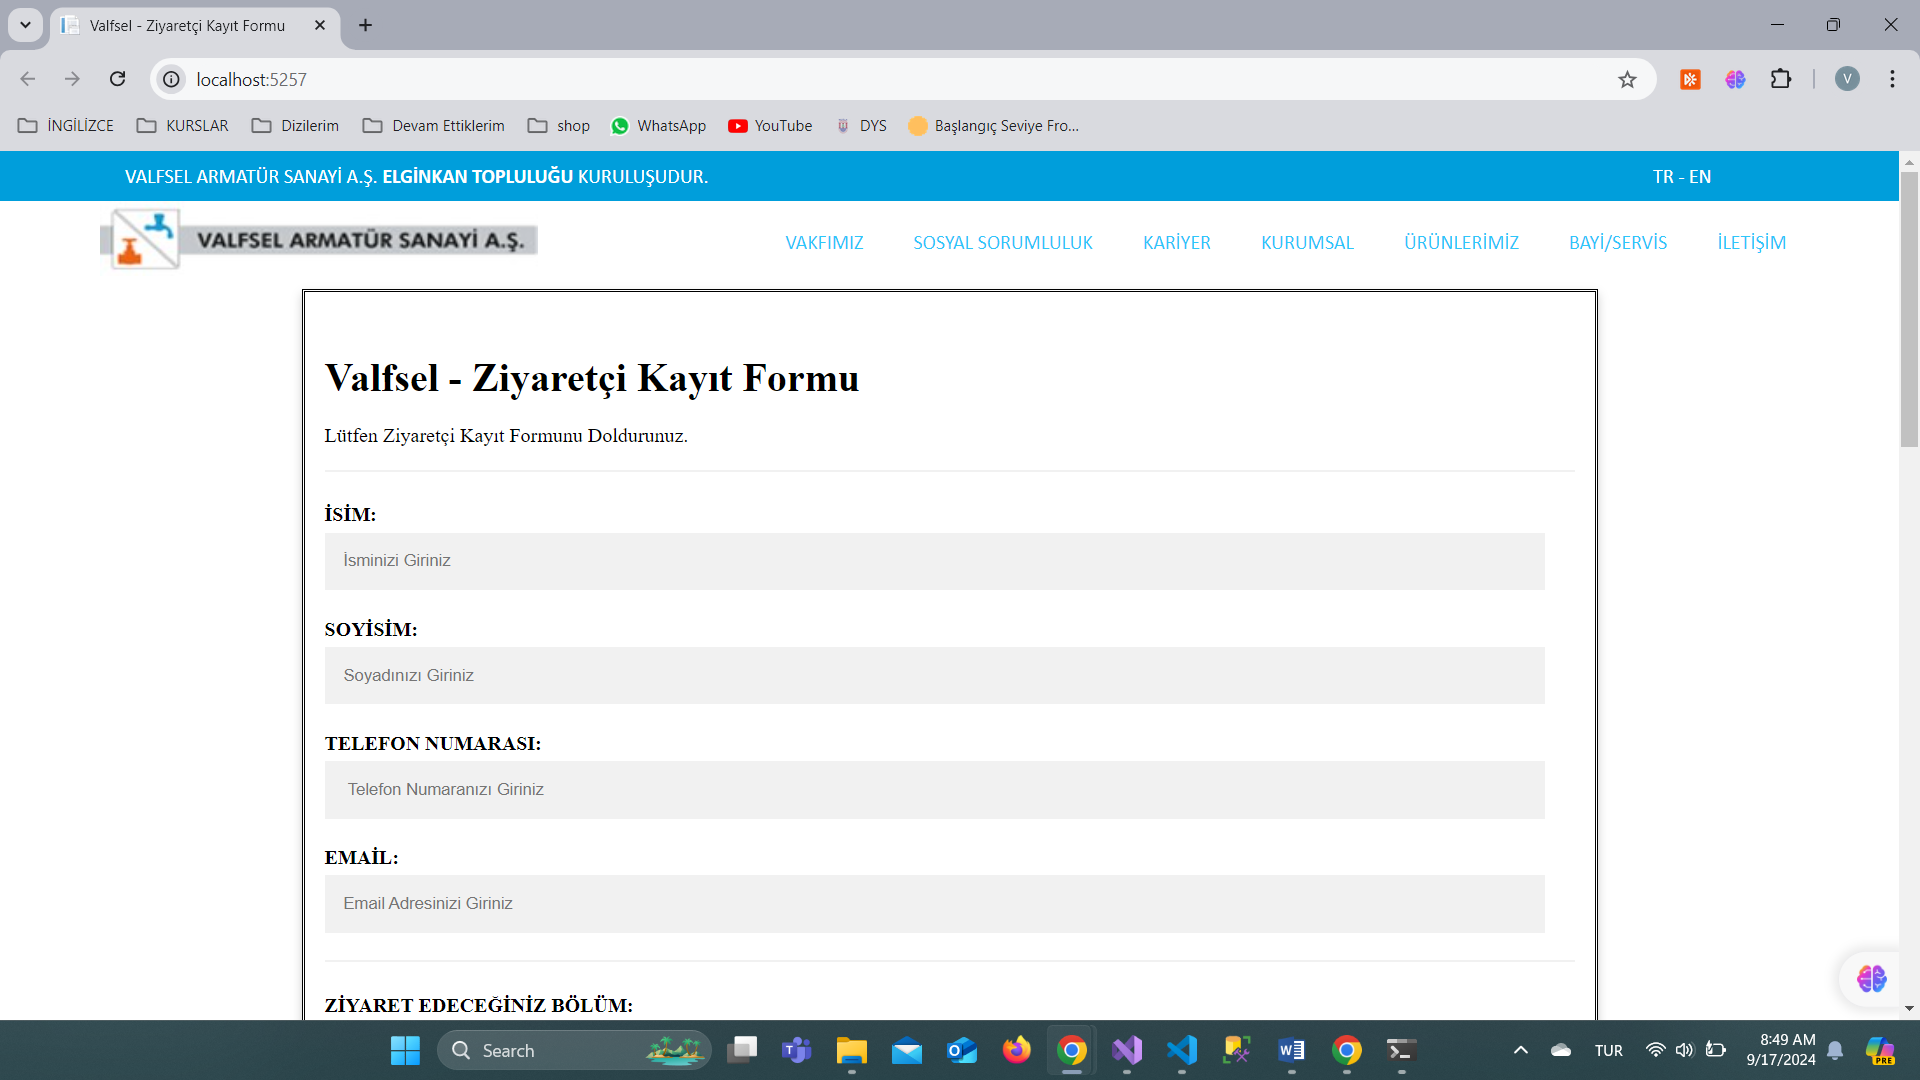 Valfsel - Ziyaretçi Kayıt Formu
localhost:5257
V
İNGİLİZCE KURSLAR Dizilerim Devam Ettiklerim shop WhatsApp YouTube DYS Başlangıç Seviye Fro...
VALFSEL ARMATÜR SANAYİ A.Ş. ELGİNKAN TOPLULUĞU KURULUŞUDUR. TR - EN
VALFSEL ARMATÜR SANAYİ A.Ş. VAKFIMIZ SOSYAL SORUMLULUK KARİYER KURUMSAL ÜRÜNLERİMİZ BAYİ/SERVİS İLETİŞİM
Valfsel - Ziyaretçi Kayıt Formu
Lütfen Ziyaretçi Kayıt Formunu Doldurunuz.
İSİM:
İsminizi Giriniz
SOYİSİM:
Soyadınızı Giriniz
TELEFON NUMARASI:
Telefon Numaranızı Giriniz
EMAİL:
Email Adresinizi Giriniz
ZİYARET EDECEĞİNİZ BÖLÜM:
Search TUR 8:49 AM
9/17/2024
PRE